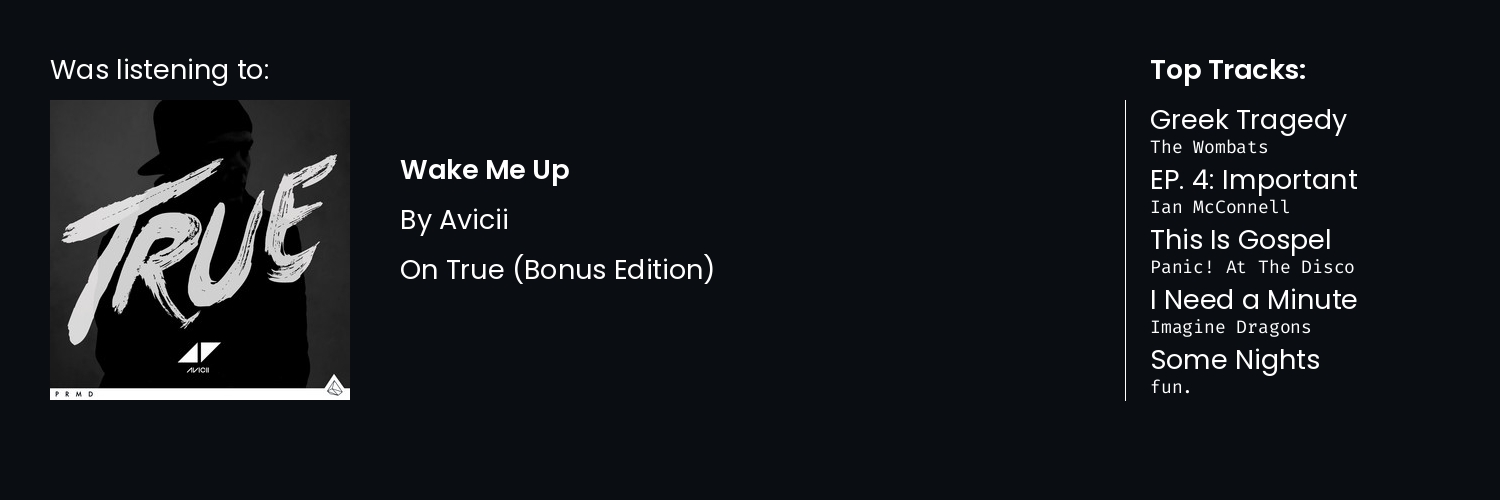 Was listening to:
TRUE
AVICII
PRMD
Wake Me Up
By Avicii
On True (Bonus Edition)
Top Tracks:
Greek Tragedy
The Wombats
EP. 4: Important
Ian McConnell
This Is Gospel
Panic! At The Disco
I Need a Minute
Imagine Dragons
Some Nights
fun.